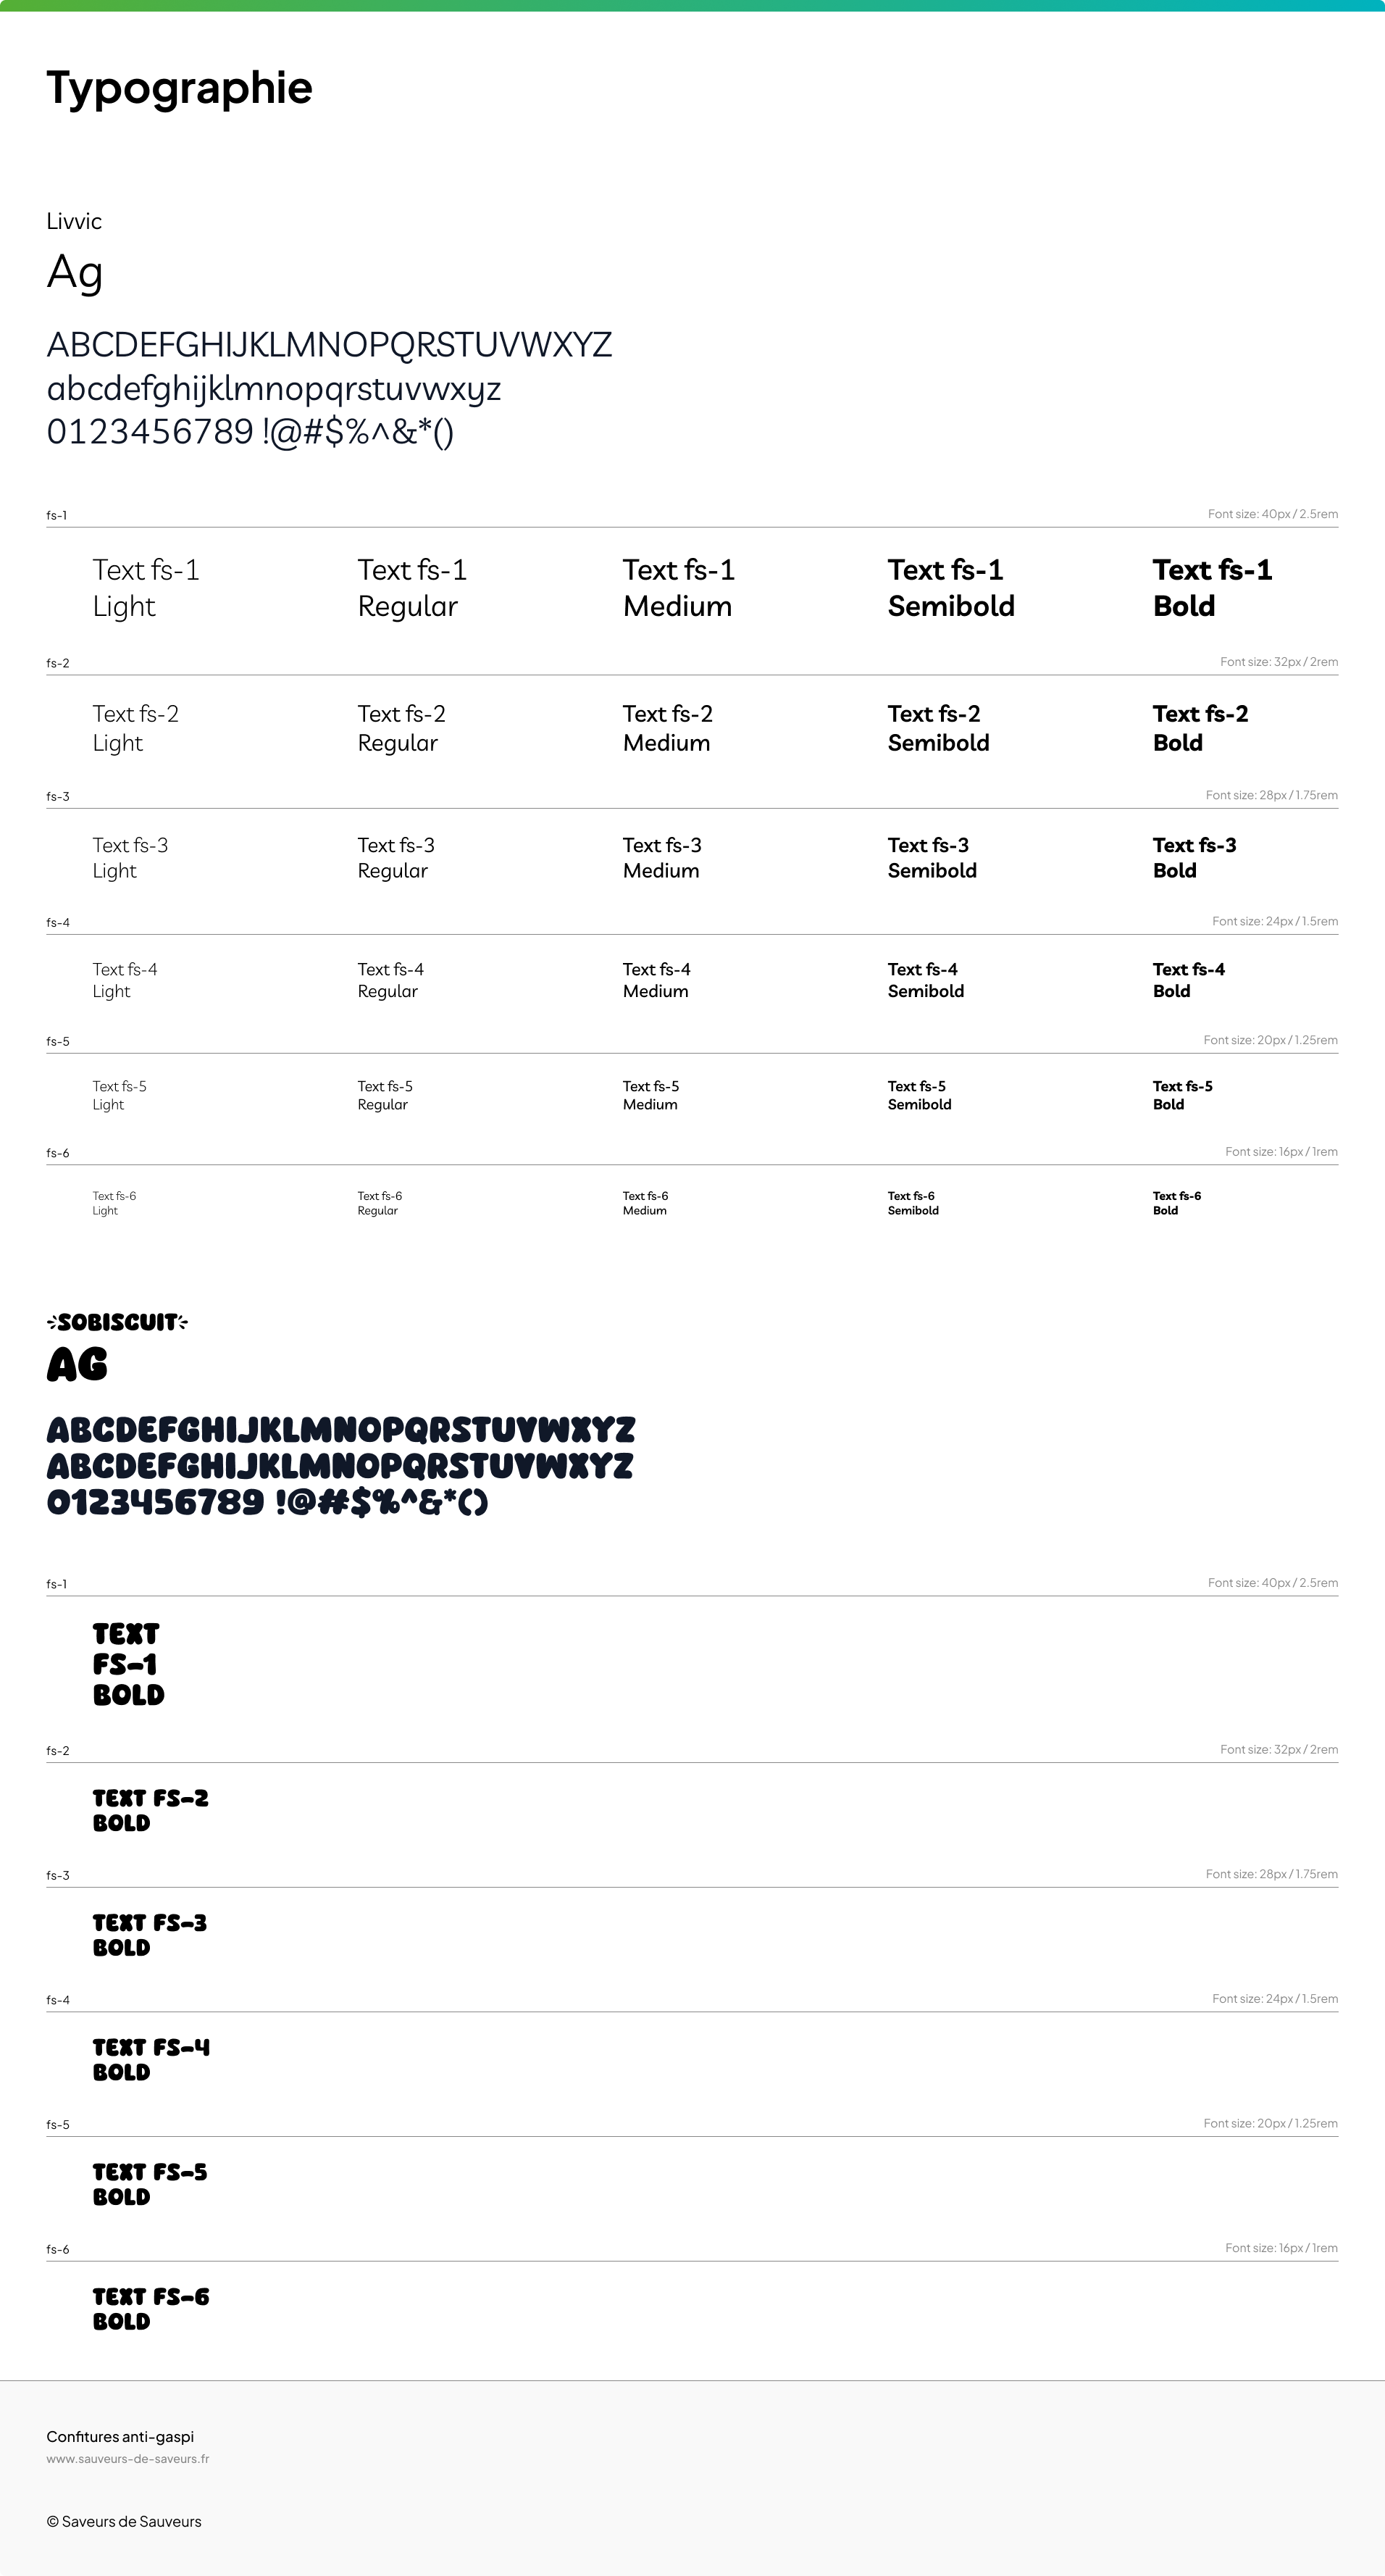 Typographie
Livvic
Ag
ABCDEFGHIJKLMNOPQRSTUVWXYZ
abcdefghijklmnopqrstuvwxyz
0123456789 !@#$%^&*()
fs-1 Font size: 40px / 2.5rem
Text fs-1 Text fs-1 Text fs-1 Text fs-1 Text fs-1
Light Regular Medium Semibold Bold
fs-2 Font size: 32px / 2rem
Text fs-2 Text fs-2 Text fs-2 Text fs-2 Text fs-2
Light Regular Medium Semibold Bold
fs-3 Font size: 28px / 1.75rem
Text fs-3 Text fs-3 Text fs-3 Text fs-3 Text fs-3
Light Regular Medium Semibold Bold
fs-4 Font size: 24px / 1.5rem
Text fs-4 Text fs-4 Text fs-4 Text fs-4 Text fs-4
Light Regular Medium Semibold Bold
fs-5 Font size: 20px / 1.25rem
Text fs-5 Text fs-5 Text fs-5 Text fs-5 Text fs-5
Light Regular Medium Semibold Bold
fs-6 Font size: 16px / 1rem
Text fs-6 Text fs-6 Text fs-6 Text fs-6 Text fs-6
Light Regular Medium Semibold Bold
SOBISCUIT
AG
ABCDEFGHIJKLMNOPQRSTUVWXYZ
ABCDEFGHIJKLMNOPQRSTUVWXYZ
0123456789 !@#$%^&*()
fs-1 Font size: 40px / 2.5rem
TEXT
FS-1
BOLD
fs-2 Font size: 32px / 2rem
TEXT FS-2
BOLD
fs-3 Font size: 28px / 1.75rem
TEXT FS-3
BOLD
fs-4 Font size: 24px / 1.5rem
TEXT FS-4
BOLD
fs-5 Font size: 20px / 1.25rem
TEXT FS-5
BOLD
fs-6 Font size: 16px / 1rem
TEXT FS-6
BOLD
Confitures anti-gaspi
www.sauveurs-de-saveurs.fr
© Saveurs de Sauveurs